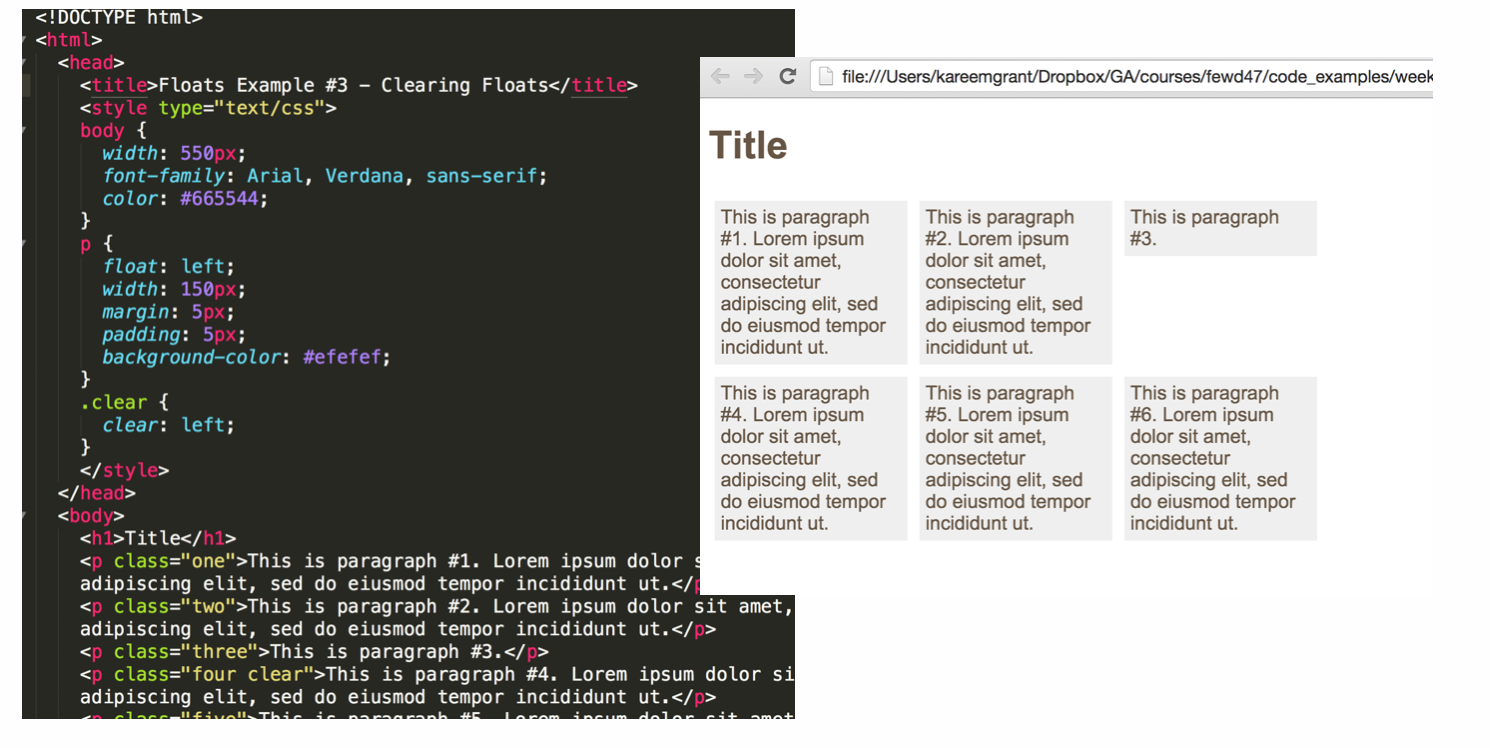 <!DOCTYPE html>
<html>
<head>
<title>Floats Example #3 - Clearing Floats</title>
<style type="text/css">
body {
width: 550px;
font-family: Arial, Verdana, sans-serif;
color: #665544;
}
p {
float: left;
width: 150px;
margin: 5px;
padding: 5px;
background-color: #efefef;
}
.clear {
clear: left;
}
</style>
</head>
<body>
<h1>Title</h1>
<p class="one">This is paragraph #1. Lorem ipsum dolor s
adipiscing elit, sed do eiusmod tempor incididunt ut.</p
<p class="two">This is paragraph #2. Lorem ipsum dolor sit amet,
adipiscing elit, sed do eiusmod tempor incididunt ut.</p>
<p class="three">This is paragraph #3.</p>
<p class="four clear">This is paragraph #4. Lorem ipsum dolor si
adipiscing elit, sed do eiusmod tempor incididunt ut.</p>
<p class="five">This is paragraph #5. Lorem ipsum dolor sit amet
file:///Users/kareemgrant/Dropbox/GA/courses/fewd47/code_examples/week
Title
This is paragraph
#1. Lorem ipsum
dolor sit amet,
consectetur
adipiscing elit, sed
do eiusmod tempor
incididunt ut.
This is paragraph
#2. Lorem ipsum
dolor sit amet,
consectetur
adipiscing elit, sed
do eiusmod tempor
incididunt ut.
This is paragraph
#3.
This is paragraph
#4. Lorem ipsum
dolor sit amet,
consectetur
adipiscing elit, sed
do eiusmod tempor
incididunt ut.
This is paragraph
#5. Lorem ipsum
dolor sit amet,
consectetur
adipiscing elit, sed
do eiusmod tempor
incididunt ut.
This is paragraph
#6. Lorem ipsum
dolor sit amet,
consectetur
adipiscing elit, sed
do eiusmod tempor
incididunt ut.